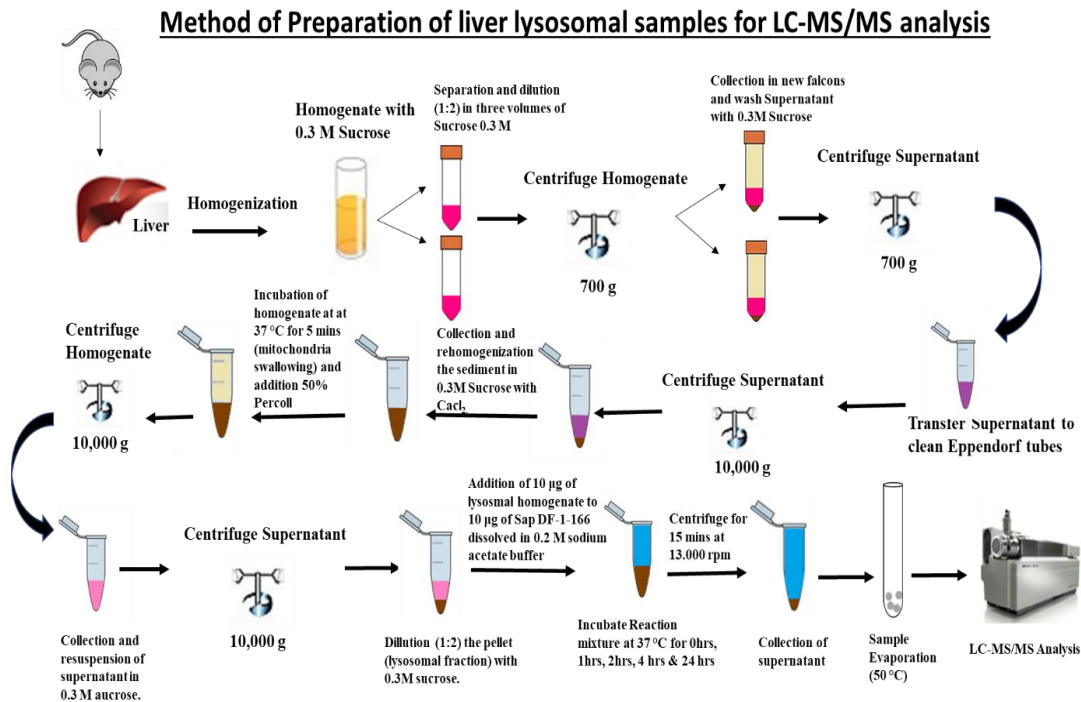 Method of Preparation of liver lysosomal samples for LC-MS/MS analysis
Liver
Homogenization
Homogenate with
0.3 M Sucrose
Separation and dilution
(1:2) in three volumes of
Sucrose 0.3 M
Centrifuge Homogenate
700 g
Collection in new falcons
and wash Supernatant
with 0.3M Sucrose
Centrifuge Supernatant
700 g
Transfer Supernatant to
clean Eppendorf tubes
Centrifuge Supernatant
10,000 g
Collection and
rehomogenization
the sediment in
0.3M Sucrose with
Cacl2
Incubation of
homogenate at at
37 °C for 5 mins
(mitochondria
swallowing) and
addition 50%
Percoll
Centrifuge
Homogenate
10,000 g
Collection and
resuspension of
supernatant in
0.3 M aucrose.
Centrifuge Supernatant
10,000 g
Dillution (1:2) the pellet
(lysosomal fraction) with
0.3M sucrose.
Addition of 10 µg of
lysosmal homogenate to
10 µg of Sap DF-1-166
dissolved in 0.2 M sodium
acetate buffer
Incubate Reaction
mixture at 37 °C for 0hrs,
1hrs, 2hrs, 4 hrs & 24 hrs
Centrifuge for
15 mins at
13.000 rpm
Collection of
supernatant
Sample
Evaporation
(50 °C)
LC-MS/MS Analysis